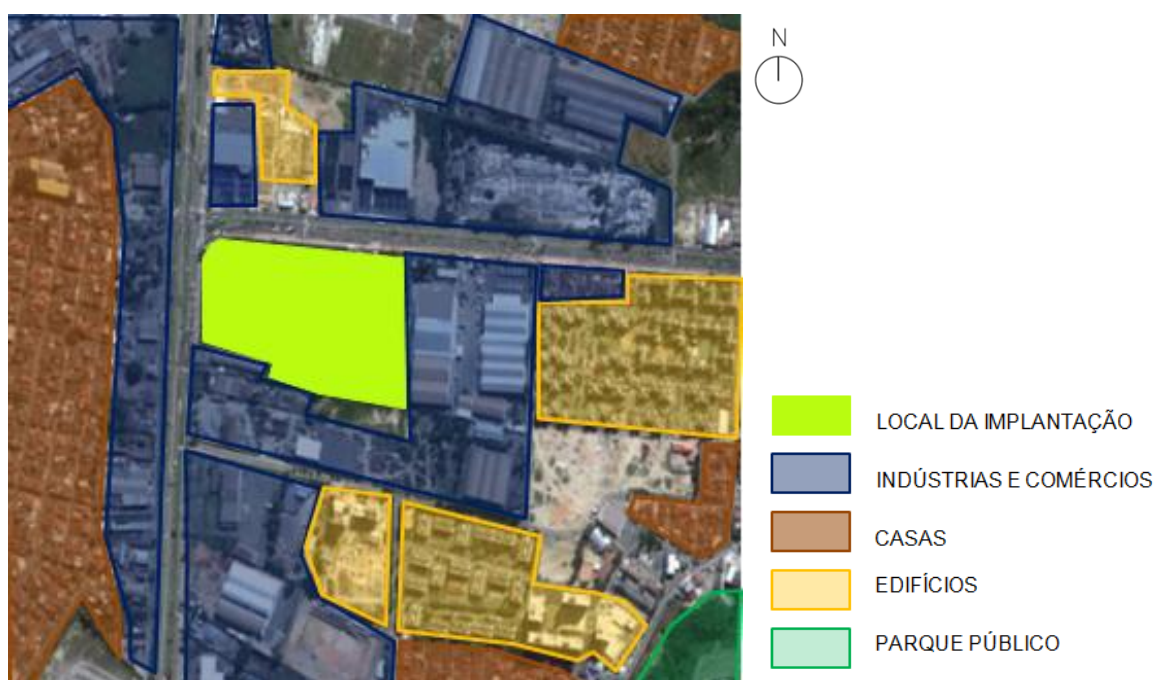 N
LOCAL DA IMPLANTAÇÃO
INDÚSTRIAS E COMÉRCIOS
CASAS
EDIFÍCIOS
PARQUE PÚBLICO